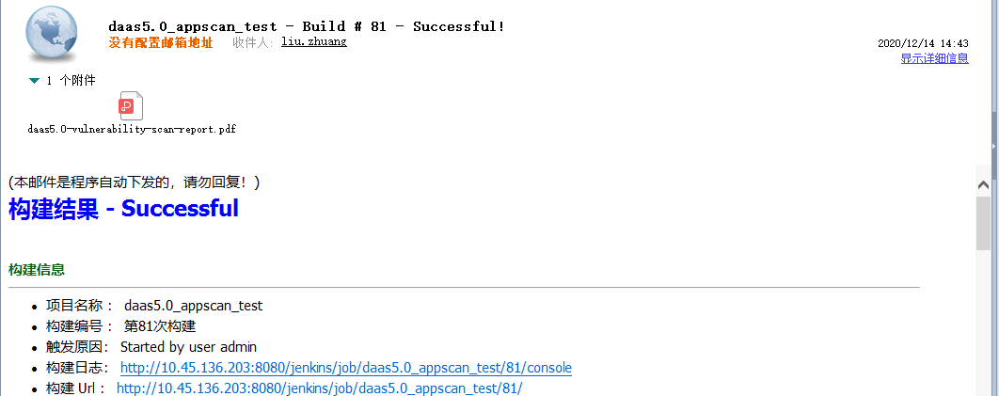 daas5.0_appscan_test - Build # 81 - Successful!
没有配置邮箱地址 收件人: liu.zhuang 2020/12/14 14:43
显示详细信息
1 个附件
daas5.0-vulnerability-scan-report.pdf
(本邮件是程序自动下发的，请勿回复！)
构建结果 - Successful
构建信息
• 项目名称 ： daas5.0_appscan_test
• 构建编号 ： 第81次构建
• 触发原因： Started by user admin
• 构建日志： http://10.45.136.203:8080/jenkins/job/daas5.0_appscan_test/81/console
• 构建 Url ： http://10.45.136.203:8080/jenkins/job/daas5.0_appscan_test/81/